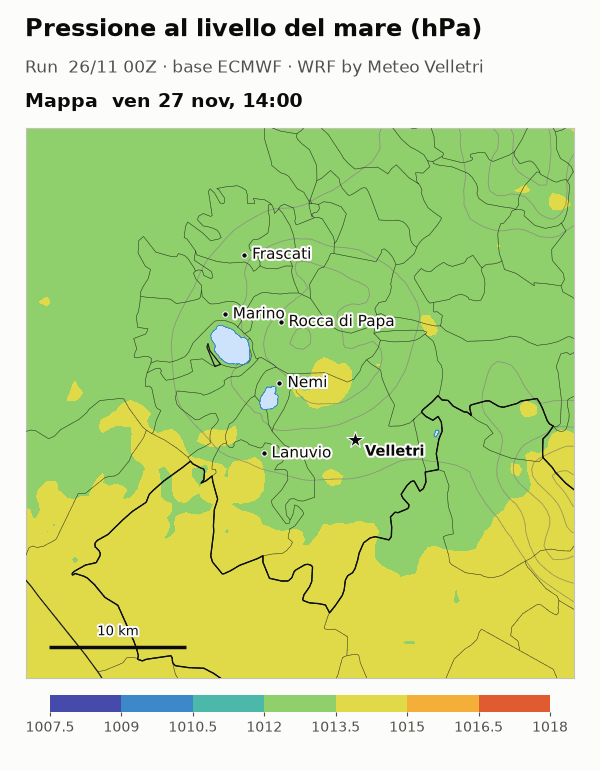 Pressione al livello del mare (hPa)
Run  26/11 00Z · base ECMWF · WRF by Meteo Velletri
Mappa  ven 27 nov, 14:00
Frascati
Marino
Rocca di Papa
Nemi
Velletri
Lanuvio
10 km
1007.5 1009 1010.5 1012 1013.5 1015 1016.5 1018